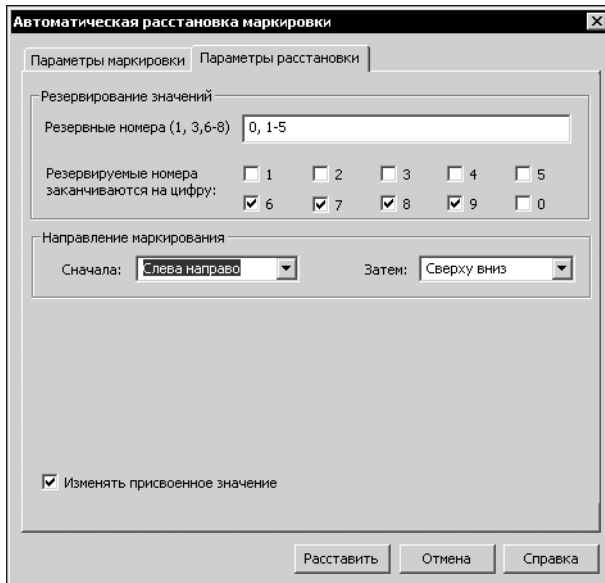 Автоматическая расстановка маркировки
Параметры маркировки Параметры расстановки
Резервирование значений
Резервные номера (1, 3,6-8) 0, 1-5
Резервируемые номера
заканчиваются на цифру:
1 2 3 4 5
6 7 8 9 0
Направление маркирования
Сначала: Слева направо Затем: Сверху вниз
Изменять присвоенное значение
Расставить Отмена Справка